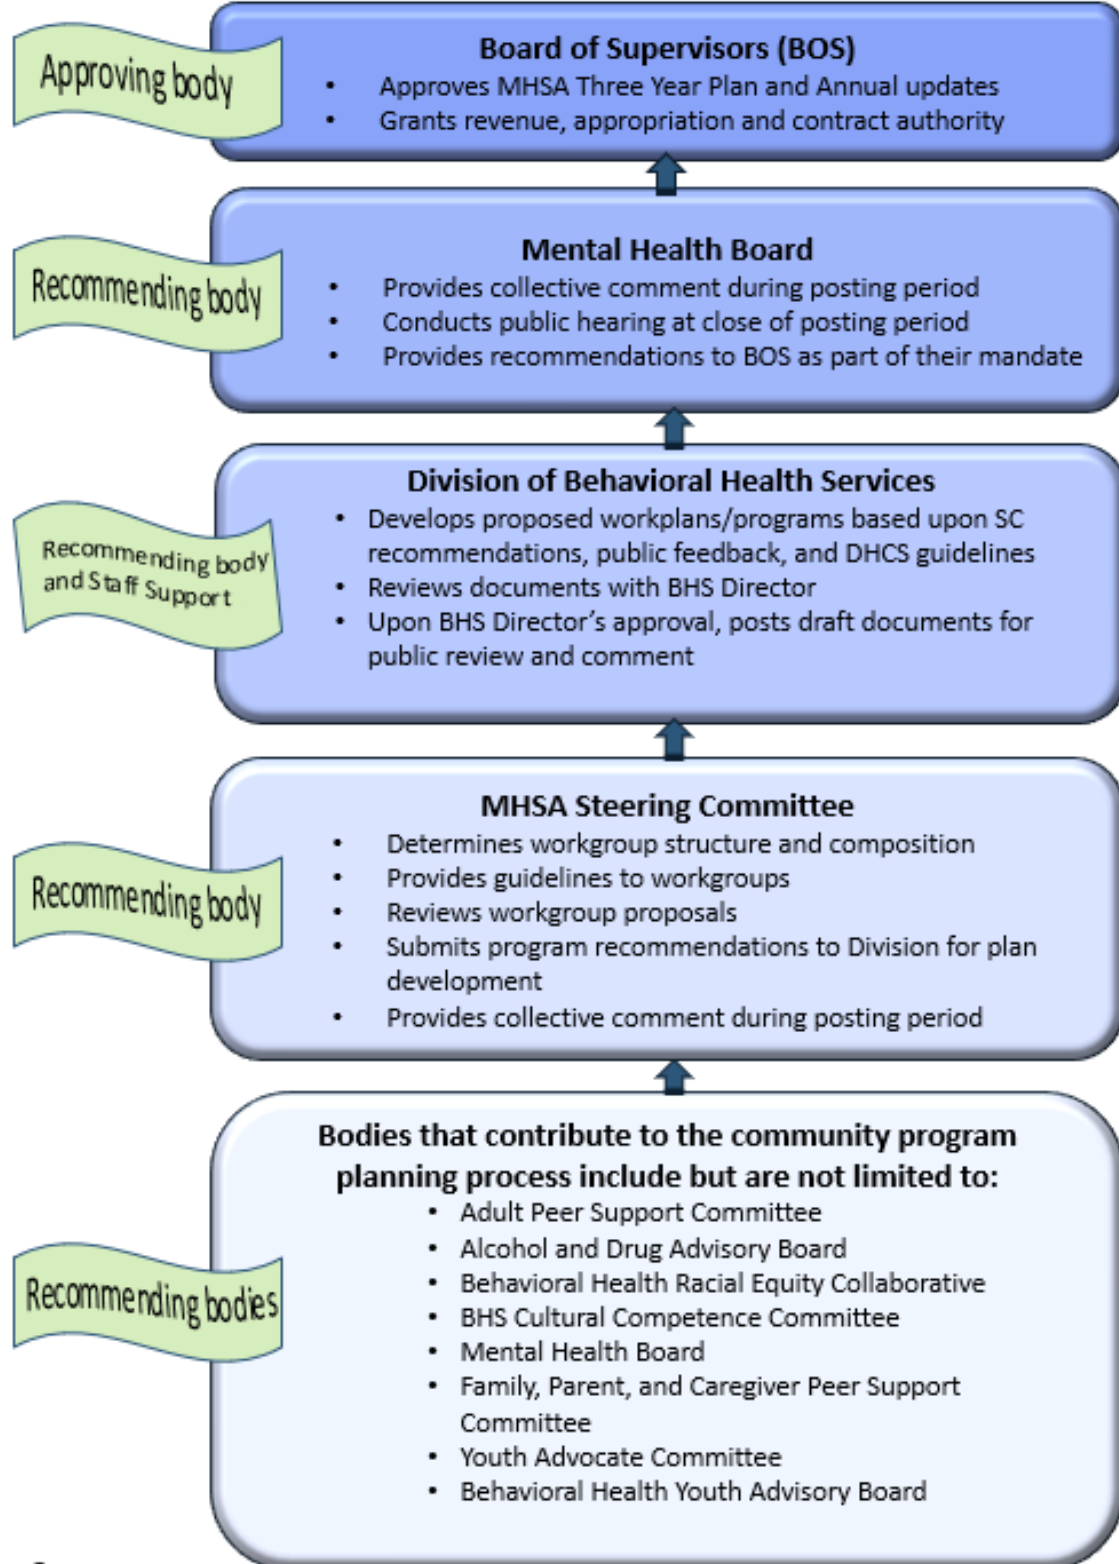 Approving body
Board of Supervisors (BOS)
• Approves MHSA Three Year Plan and Annual updates
• Grants revenue, appropriation and contract authority
Recommending body
Mental Health Board
• Provides collective comment during posting period
• Conducts public hearing at close of posting period
• Provides recommendations to BOS as part of their mandate
Recommending body
and Staff Support
Division of Behavioral Health Services
• Develops proposed workplans/programs based upon SC
recommendations, public feedback, and DHCS guidelines
• Reviews documents with BHS Director
• Upon BHS Director’s approval, posts draft documents for
public review and comment
Recommending body
MHSA Steering Committee
• Determines workgroup structure and composition
• Provides guidelines to workgroups
• Reviews workgroup proposals
• Submits program recommendations to Division for plan
development
• Provides collective comment during posting period
Recommending bodies
Bodies that contribute to the community program
planning process include but are not limited to:
• Adult Peer Support Committee
• Alcohol and Drug Advisory Board
• Behavioral Health Racial Equity Collaborative
• BHS Cultural Competence Committee
• Mental Health Board
• Family, Parent, and Caregiver Peer Support
Committee
• Youth Advocate Committee
• Behavioral Health Youth Advisory Board